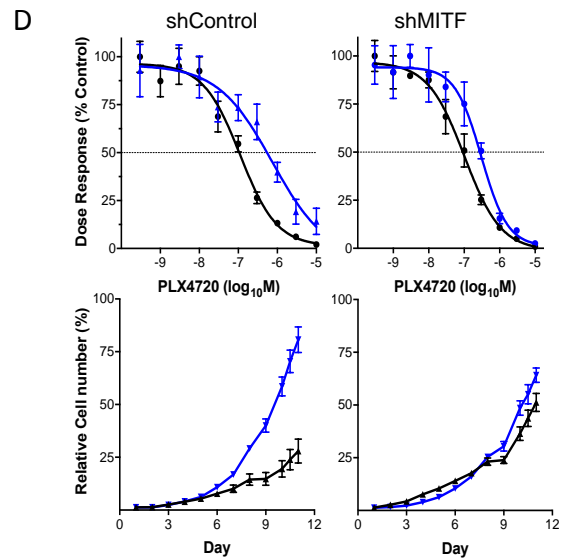 D
shControl shMITF
Dose Response (% Control)
100
75
50
25
0
-9 -8 -7 -6 -5
PLX4720 (log10M)
100
75
50
25
0
-9 -8 -7 -6 -5
PLX4720 (log10M)
Relative Cell number (%)
100
75
50
25
0
0 3 6 9 12
Day
100
75
50
25
0
0 3 6 9 12
Day